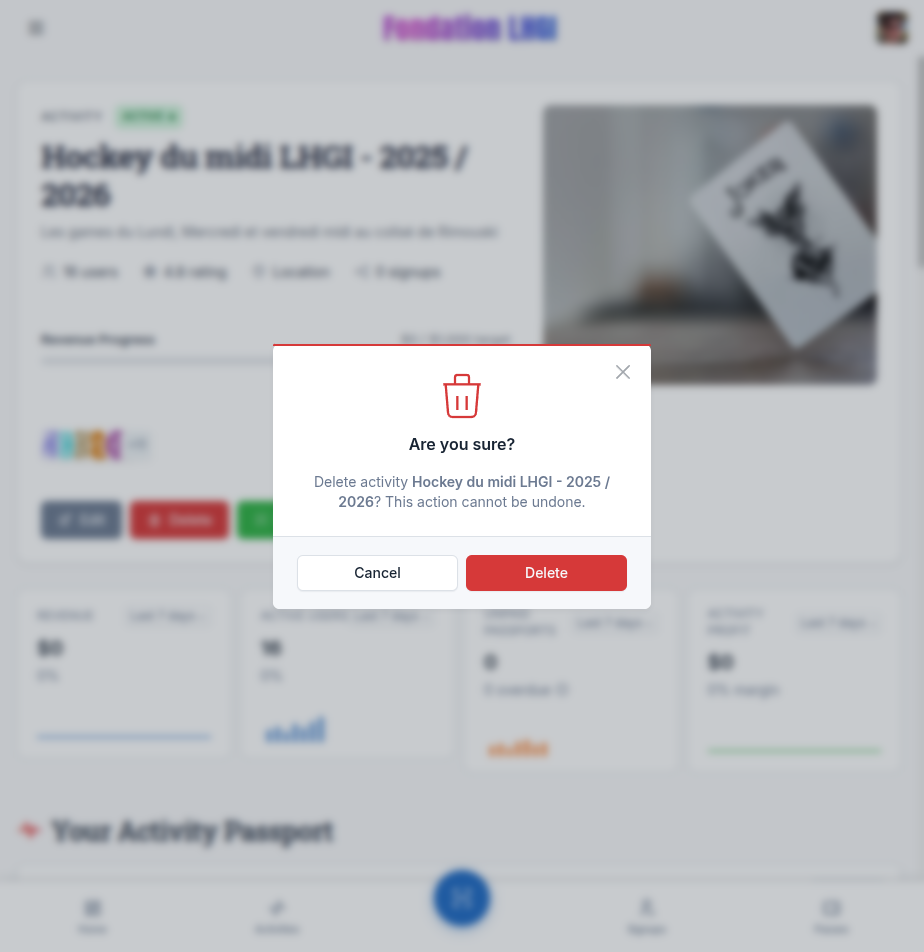 Fondation LHGI
ACTIVITY ACTIVE
Hockey du midi LHGI - 2025 /
2026
Les games du Lundi, Mercredi et vendredi midi au colisé de Rimouski
16 users 4.8 rating Location 0 signups
Revenue Progress
Are you sure?
Delete activity Hockey du midi LHGI - 2025 /
2026? This action cannot be undone.
Edit Delete
Cancel Delete
REVENUE Last 7 days
ACTIVE USERS Last 7 days
PASSPORTS Last 7 days
ACTIVITY
PROFIT Last 7 days
$0 16 0 $0
0% 0% 0 overdue 0% margin
Your Activity Passport
Home Activities Signups Passes